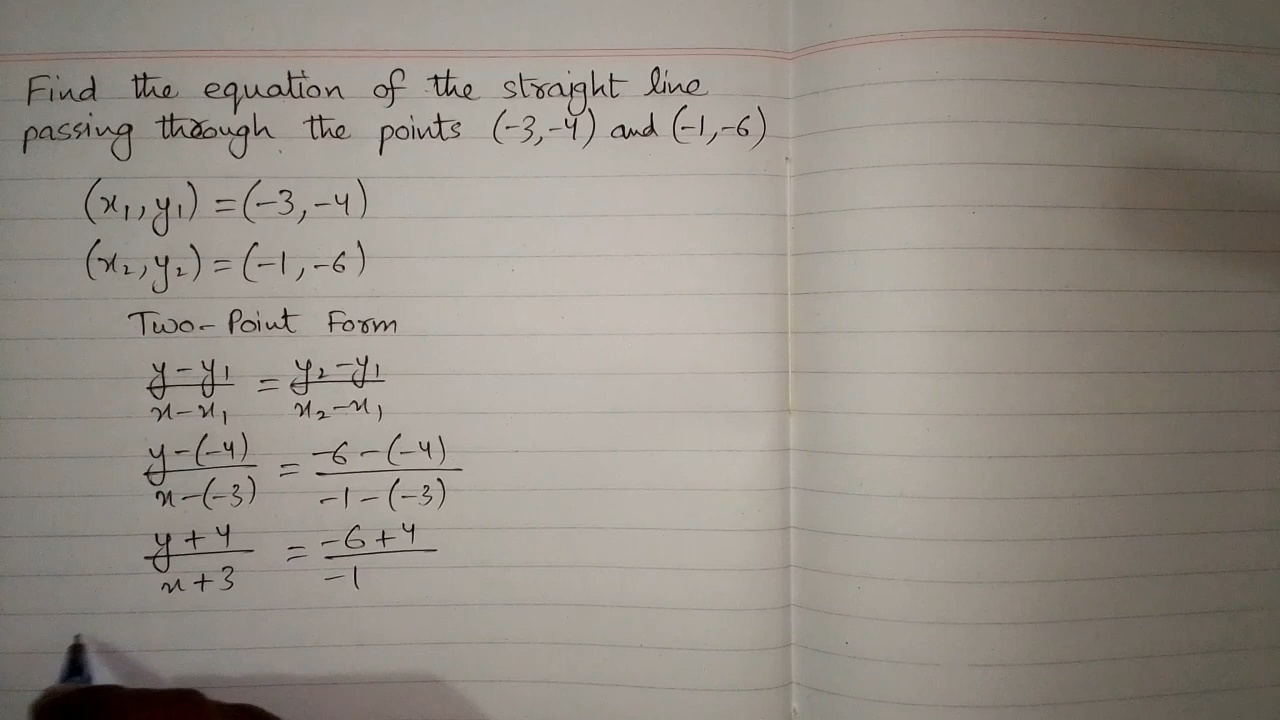 Find the equation of the straight line
passing through the points (-3,-4) and (-1,-6)
(x₁,y₁) = (-3,-4)
(x₂,y₂) = (-1,-6)
Two-Point Form
(y-y₁)/(x-x₁) = (y₂-y₁)/(x₂-x₁)
(y-(-4))/(x-(-3)) = (-6-(-4))/(-1-(-3))
(y+4)/(x+3) = (-6+4)/(-1